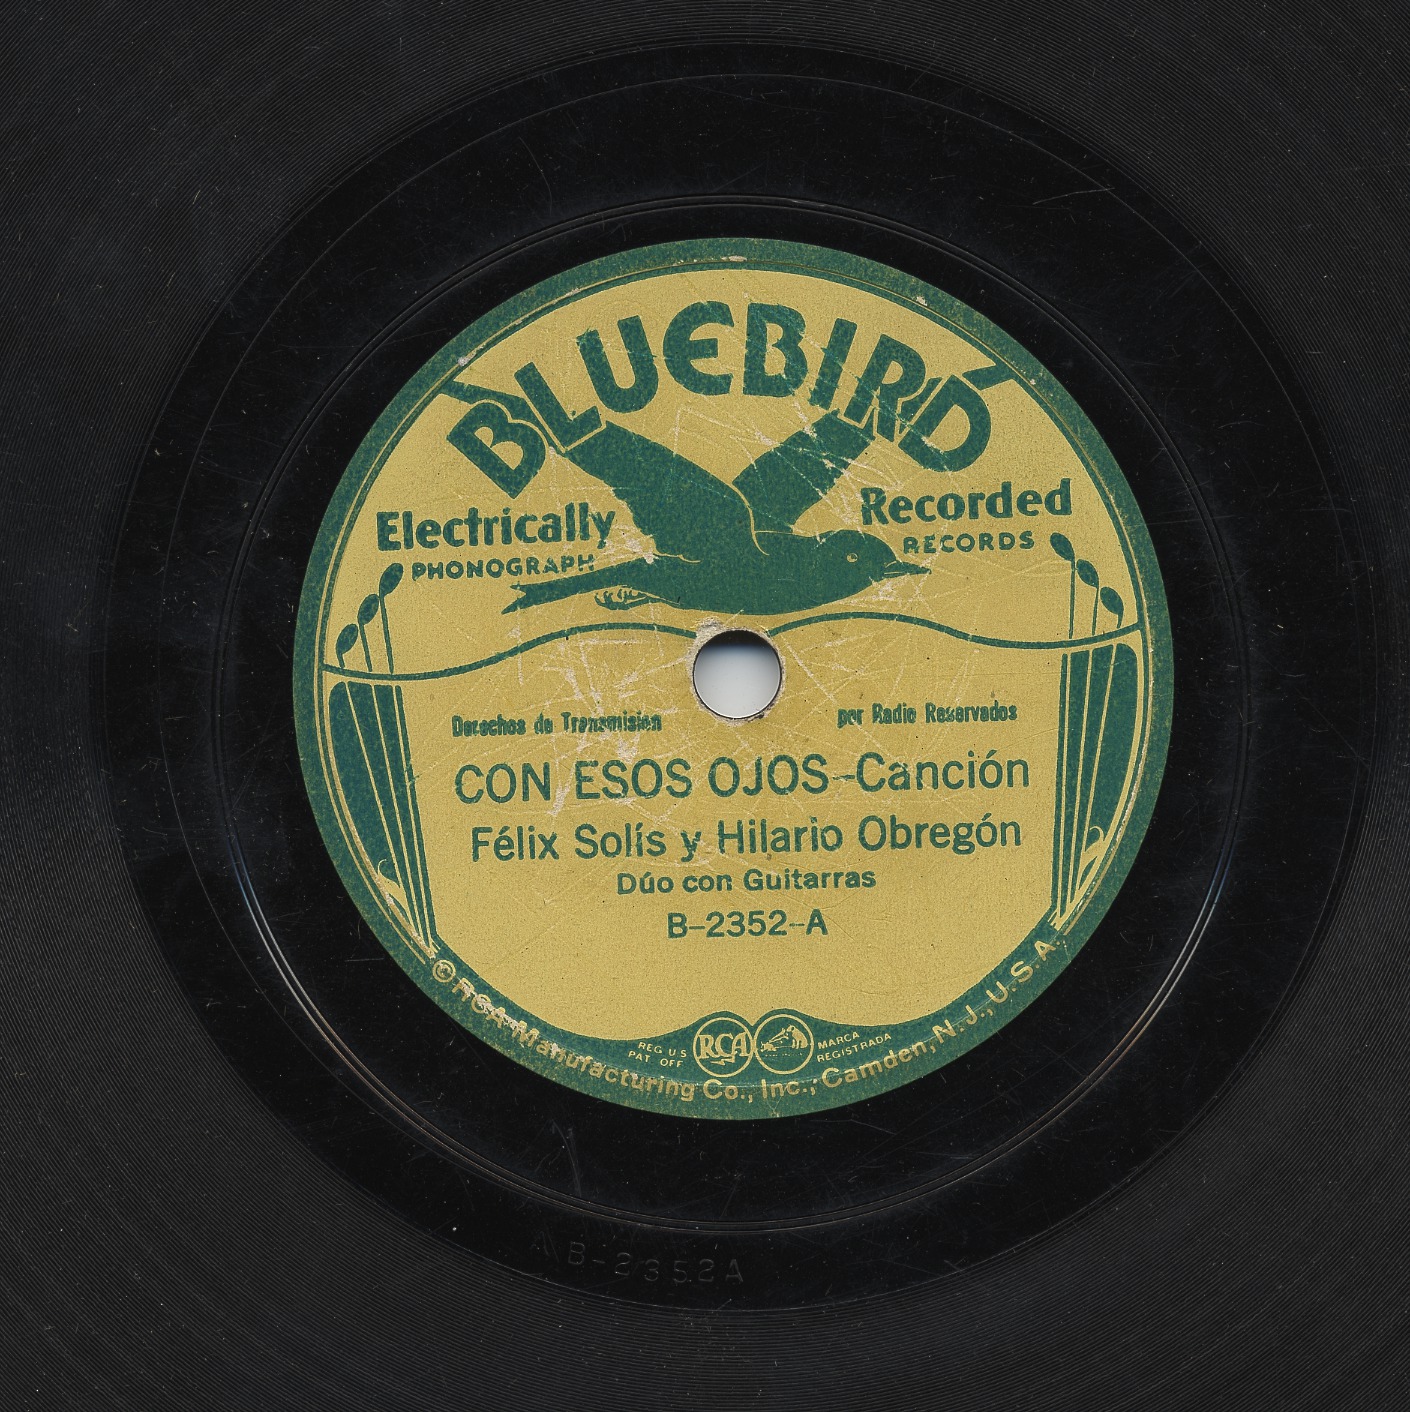 BLUEBIRD
Electrically Recorded
PHONOGRAPH RECORDS
Derechos de Transmision por Radio Reservados
CON ESOS OJOS–Canción
Félix Solís y Hilario Obregón
Dúo con Guitarras
B–2352–A
REG U S PAT OFF
RCA
MARCA REGISTRADA
© RCA Manufacturing Co., Inc., Camden, N. J., U. S. A.
B-2352A